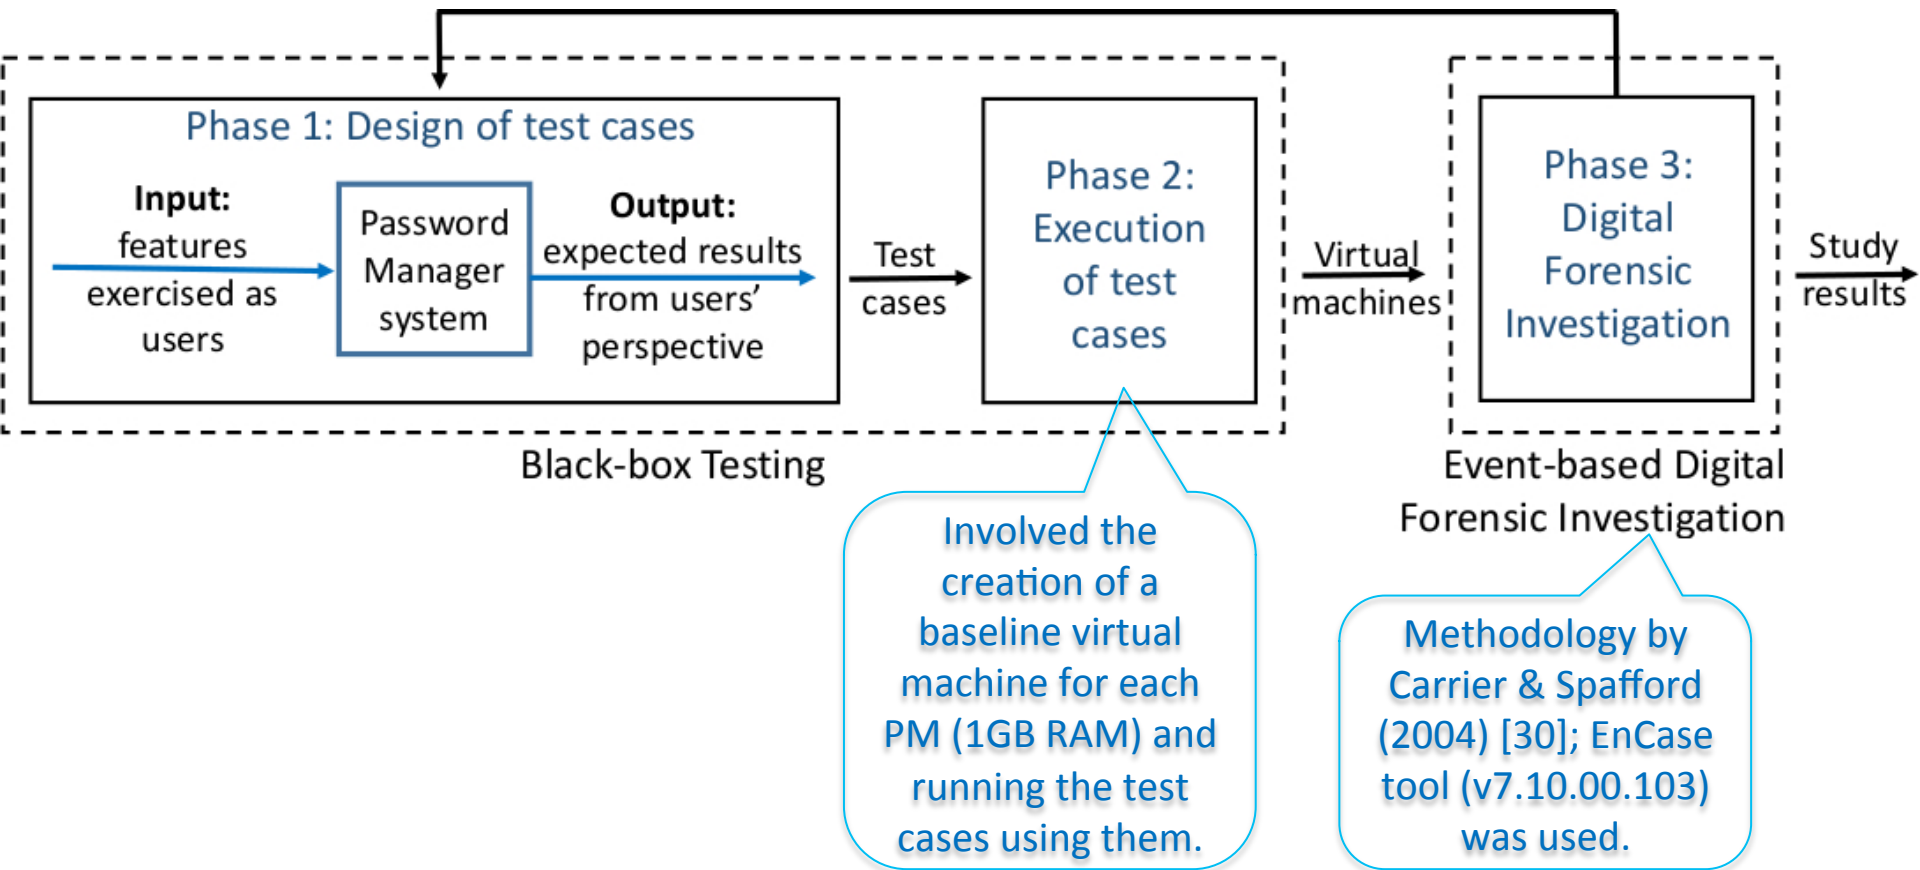 Phase 1: Design of test cases
Input:
features
exercised as
users
Password
Manager
system
Output:
expected results
from users’
perspective
Test
cases
Phase 2:
Execution
of test
cases
Virtual
machines
Phase 3:
Digital
Forensic
Investigation
Study
results
Black-box Testing
Event-based Digital
Forensic Investigation
Involved the
creation of a
baseline virtual
machine for each
PM (1GB RAM) and
running the test
cases using them.
Methodology by
Carrier & Spafford
(2004) [30]; EnCase
tool (v7.10.00.103)
was used.